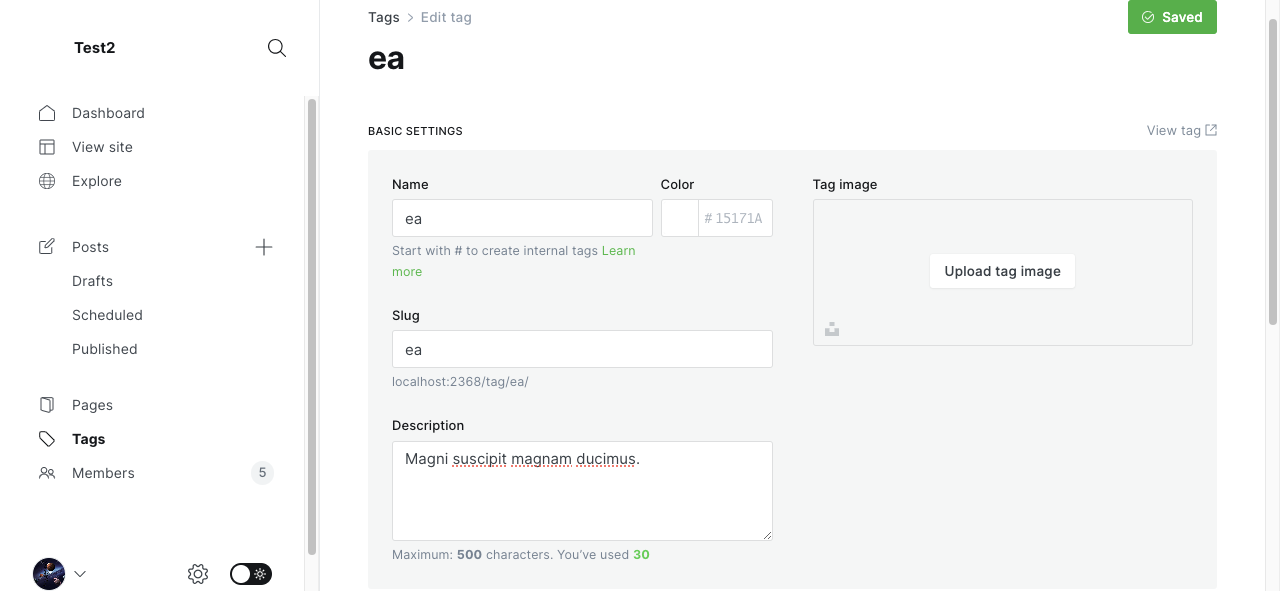 Test2
Dashboard
View site
Explore
Posts
Drafts
Scheduled
Published
Pages
Tags
Members
5
Tags > Edit tag
Saved
ea
BASIC SETTINGS
View tag
Name
ea
Start with # to create internal tags Learn
more
Color
# 15171A
Slug
ea
localhost:2368/tag/ea/
Description
Magni suscipit magnam ducimus.
Maximum: 500 characters. You've used 30
Tag image
Upload tag image